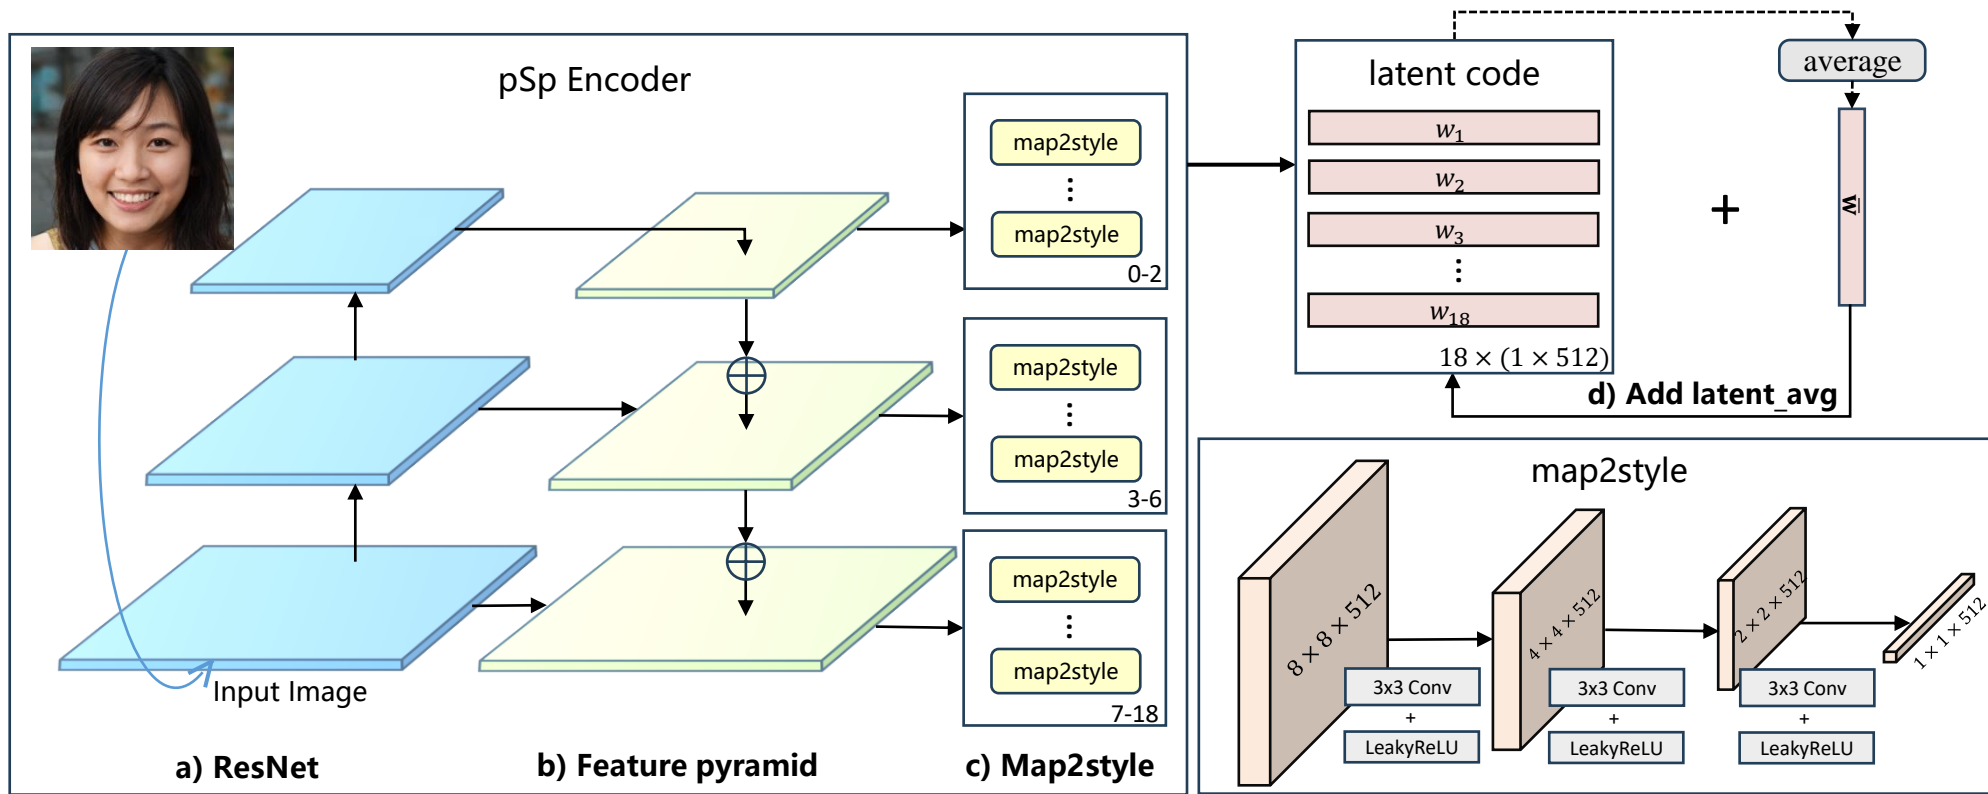 pSp Encoder
map2style
⋮
map2style
0-2
map2style
⋮
map2style
3-6
map2style
⋮
map2style
7-18
Input Image
a) ResNet
b) Feature pyramid
c) Map2style
latent code
w₁
w₂
w₃
⋮
w₁₈
18 × (1 × 512)
+
average
w̅
d) Add latent_avg
map2style
8 × 8 × 512
4 × 4 × 512
2 × 2 × 512
1 × 1 × 512
3x3 Conv
+
LeakyReLU
3x3 Conv
+
LeakyReLU
3x3 Conv
+
LeakyReLU